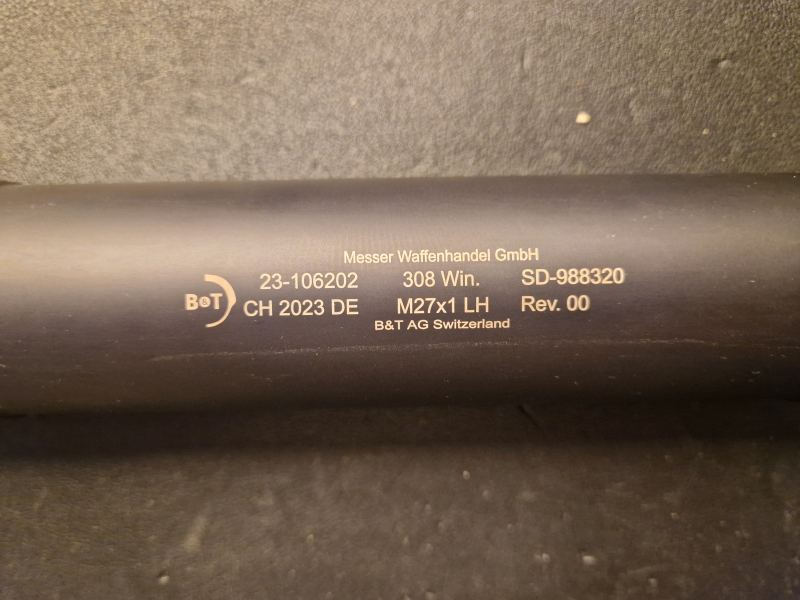 Messer Waffenhandel GmbH
23-106202 308 Win. SD-988320
B&T CH 2023 DE M27x1 LH Rev. 00
B&T AG Switzerland